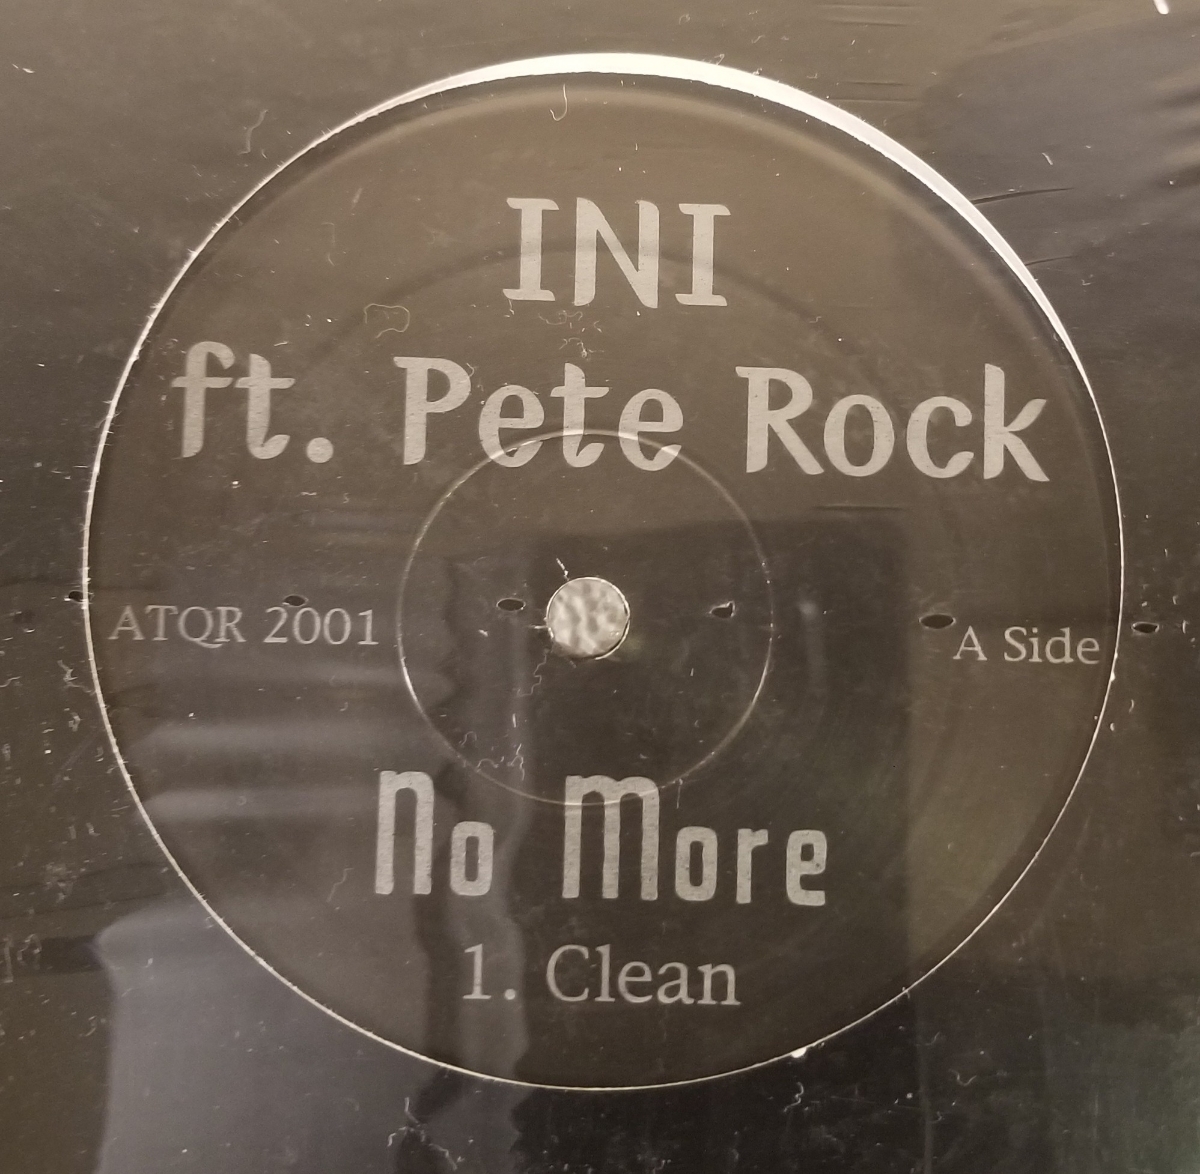 INI
ft. Pete Rock
ATQR 2001
A Side
No More
1. Clean